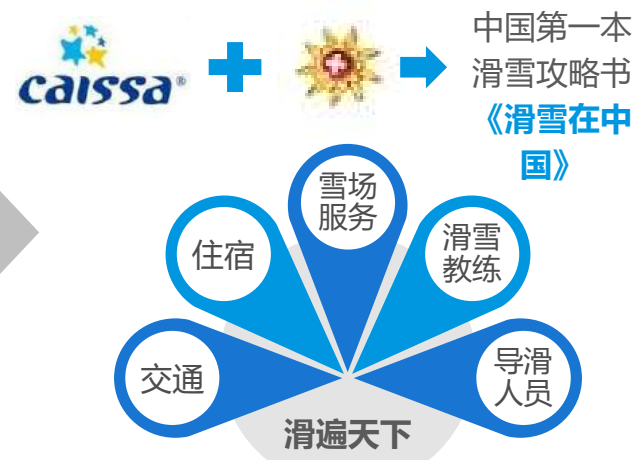 caissa®
中国第一本
滑雪攻略书
《滑雪在中
国》
雪场
服务
住宿
滑雪
教练
交通
导滑
人员
滑遍天下